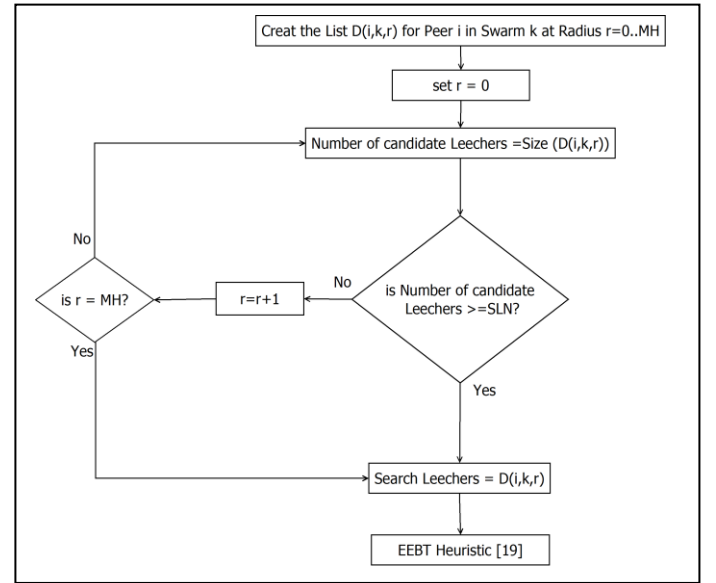 Creat the List D(i,k,r) for Peer i in Swarm k at Radius r=0..MH
set r = 0
Number of candidate Leechers =Size (D(i,k,r))
No
is r = MH?
Yes
r=r+1
No
is Number of candidate
Leechers >=SLN?
Yes
Search Leechers = D(i,k,r)
EEBT Heuristic [19]